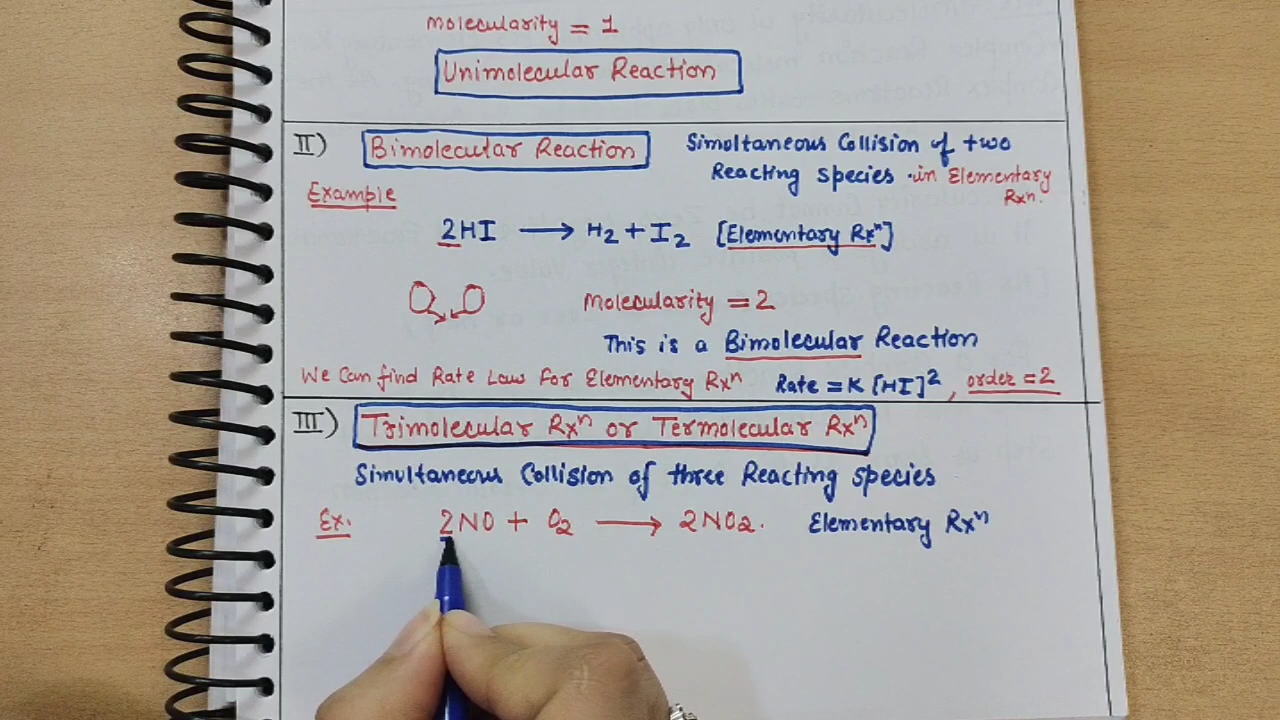 Molecularity = 1
Unimolecular Reaction
II) Bimolecular Reaction Simultaneous Collision of two
Reacting species in Elementary
Rxn.
Example
2HI → H₂ + I₂ [Elementary Rxⁿ]
Molecularity = 2
This is a Bimolecular Reaction
We Can find Rate Law For Elementary Rxⁿ Rate = K [HI]², order = 2
III) Trimolecular Rxⁿ or Termolecular Rxⁿ
Simultaneous Collision of three Reacting species
Ex. 2NO + O₂ → 2NO₂. Elementary Rxⁿ